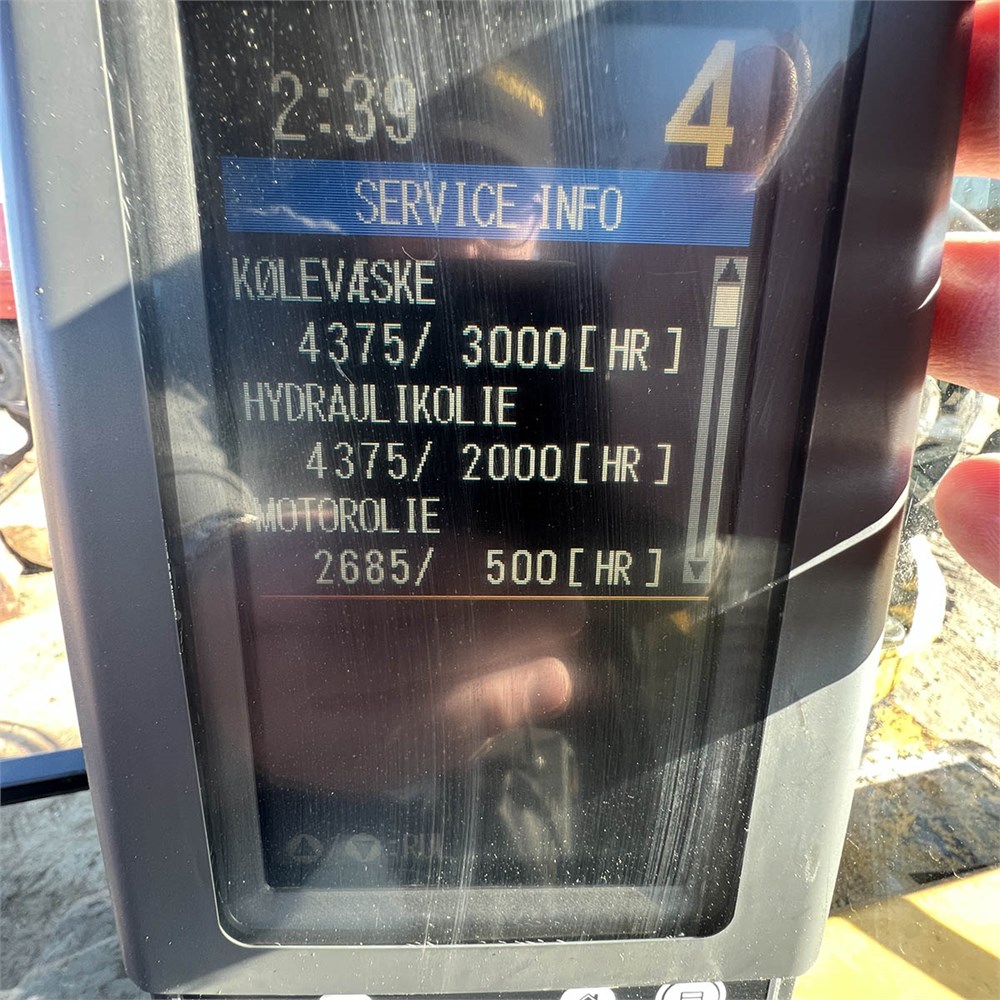 2:39
4
SERVICE INFO
KØLEVÆSKE
4375/ 3000[HR]
HYDRAULIKOLIE
4375/ 2000[HR]
MOTOROLIE
2685/ 500[HR]